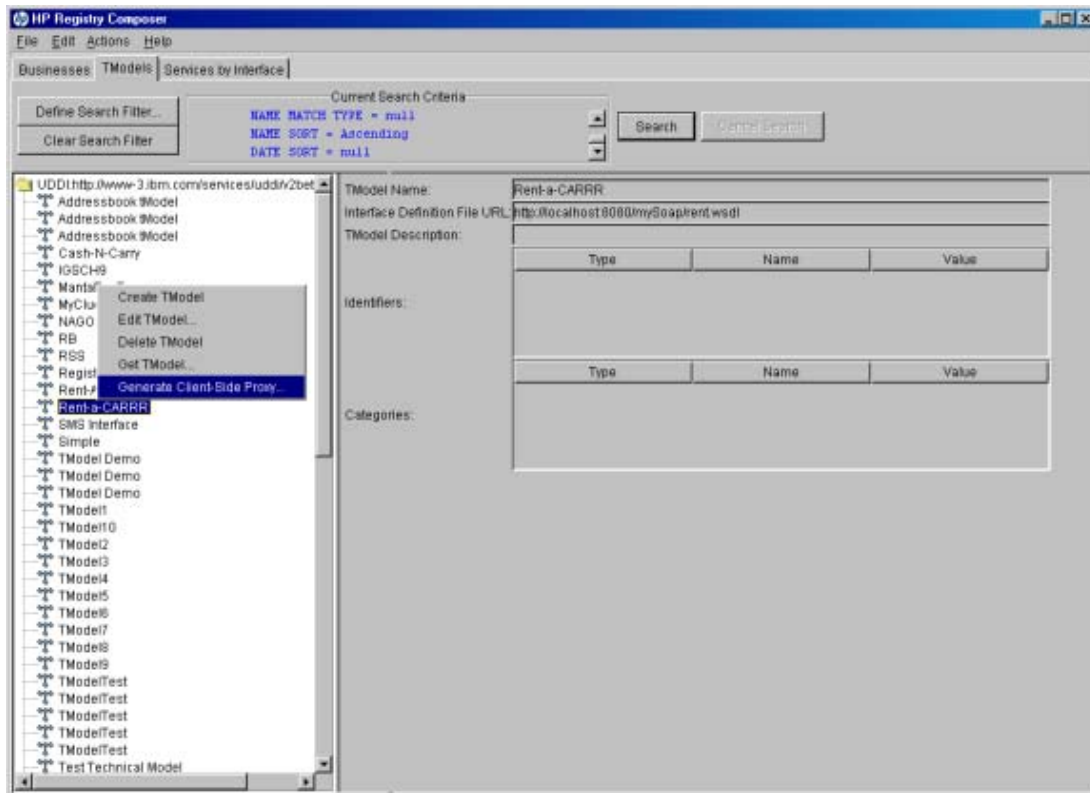 HP Registry Composer
File Edit Actions Help
Businesses TModels Services by Interface
Define Search Filter...
Clear Search Filter
Current Search Criteria
NAME MATCH TYPE = null
NAME SORT = Ascending
DATE SORT = null
Search Cancel Search
UDDI:http://www-3.ibm.com/services/uddi/v2bet
Addressbook tModel
Addressbook tModel
Addressbook tModel
Cash-N-Carry
IGSCH9
MyClu
NAGO
RB
RSS
Regist
Rent-A
Rent-a-CARRR
SMS Interface
Simple
TModel Demo
TModel Demo
TModel Demo
TModel1
TModel10
TModel2
TModel3
TModel4
TModel5
TModel6
TModel7
TModel8
TModel9
TModelTest
TModelTest
TModelTest
TModelTest
TModelTest
Test Technical Model
Create TModel
Edit TModel...
Delete TModel
Get TModel...
Generate Client-Side Proxy...
TModel Name: Rent-a-CARRR
Interface Definition File URL: http://localhost:8080/mySoap/rent.wsdl
TModel Description:
Identifiers:
Type Name Value
Categories:
Type Name Value